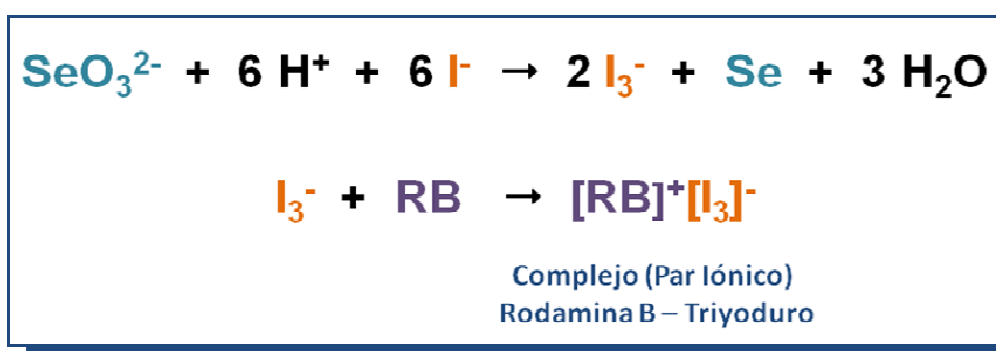 SeO₃²⁻ + 6 H⁺ + 6 I⁻ → 2 I₃⁻ + Se + 3 H₂O
I₃⁻ + RB → [RB]⁺[I₃]⁻
Complejo (Par Iónico)
Rodamina B – Triyoduro